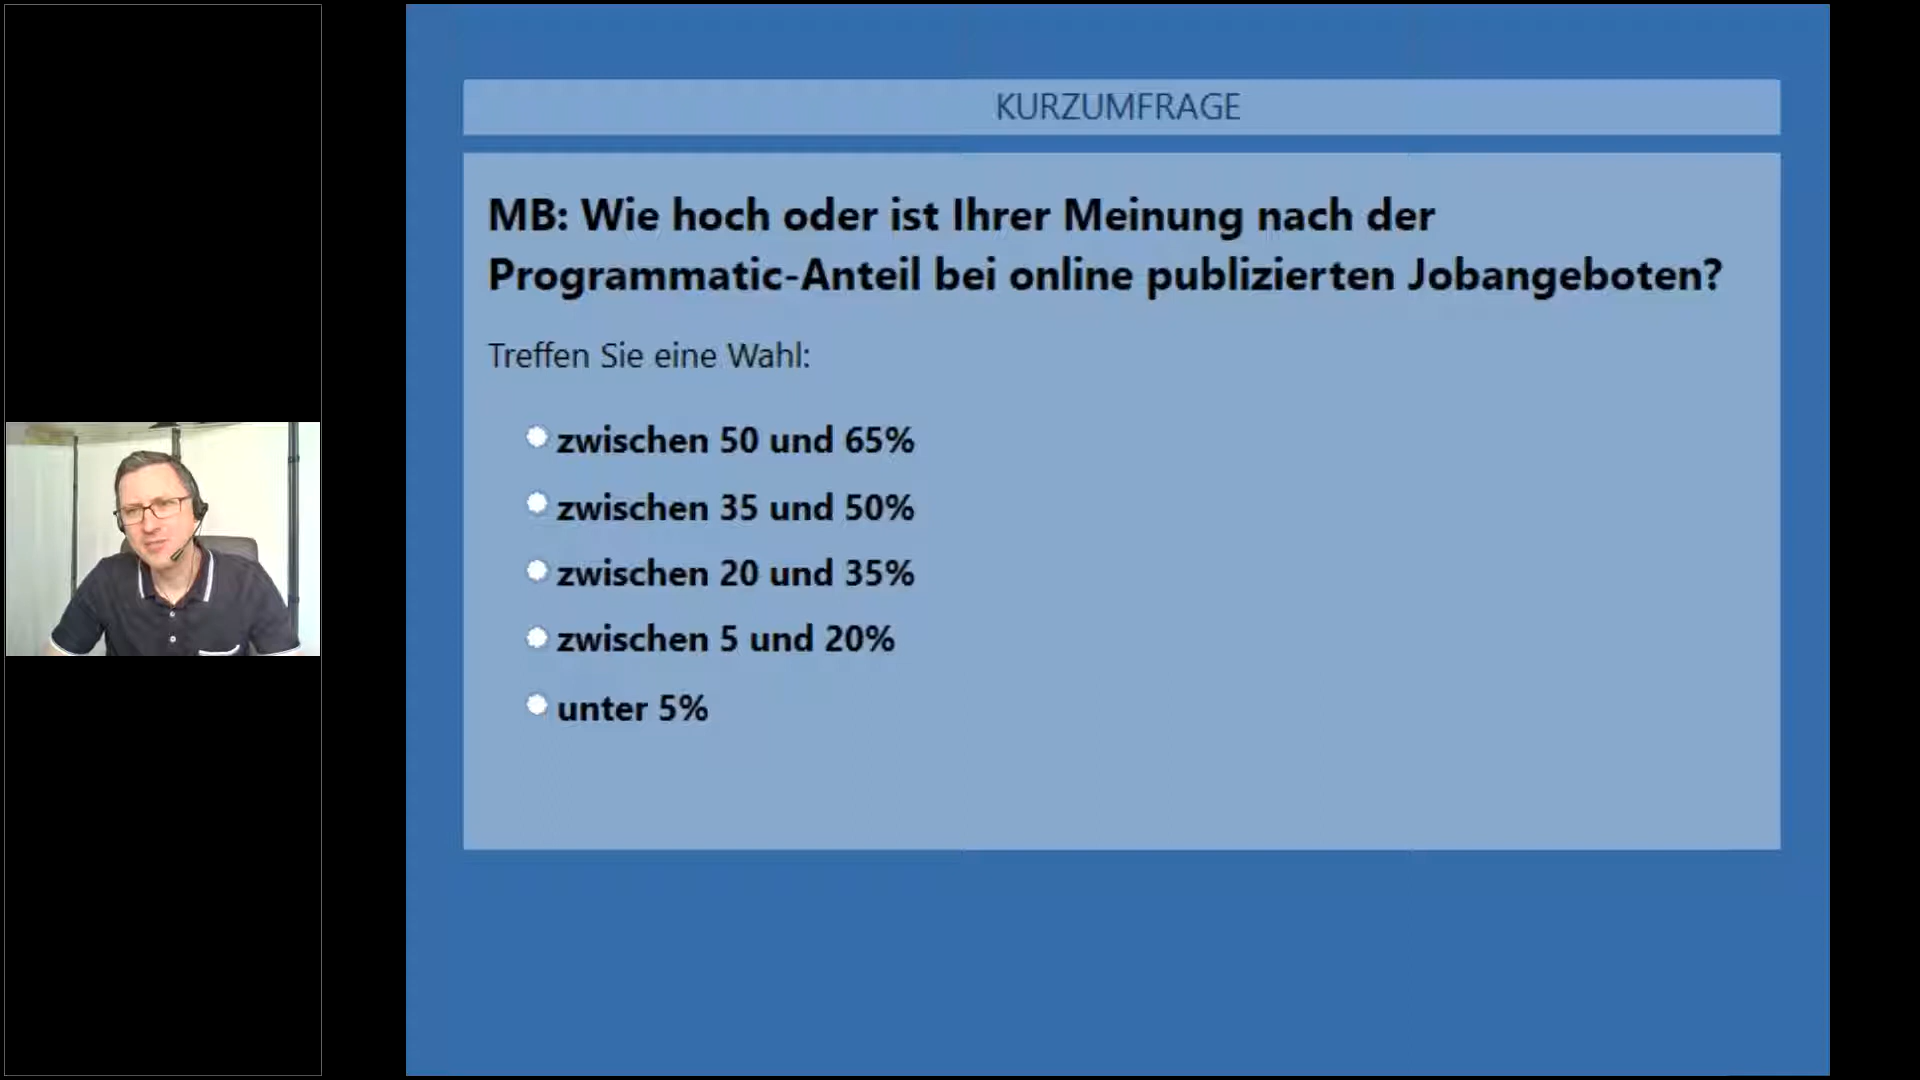 KURZUMFRAGE
MB: Wie hoch oder ist Ihrer Meinung nach der
Programmatic-Anteil bei online publizierten Jobangeboten?
Treffen Sie eine Wahl:
zwischen 50 und 65%
zwischen 35 und 50%
zwischen 20 und 35%
zwischen 5 und 20%
unter 5%